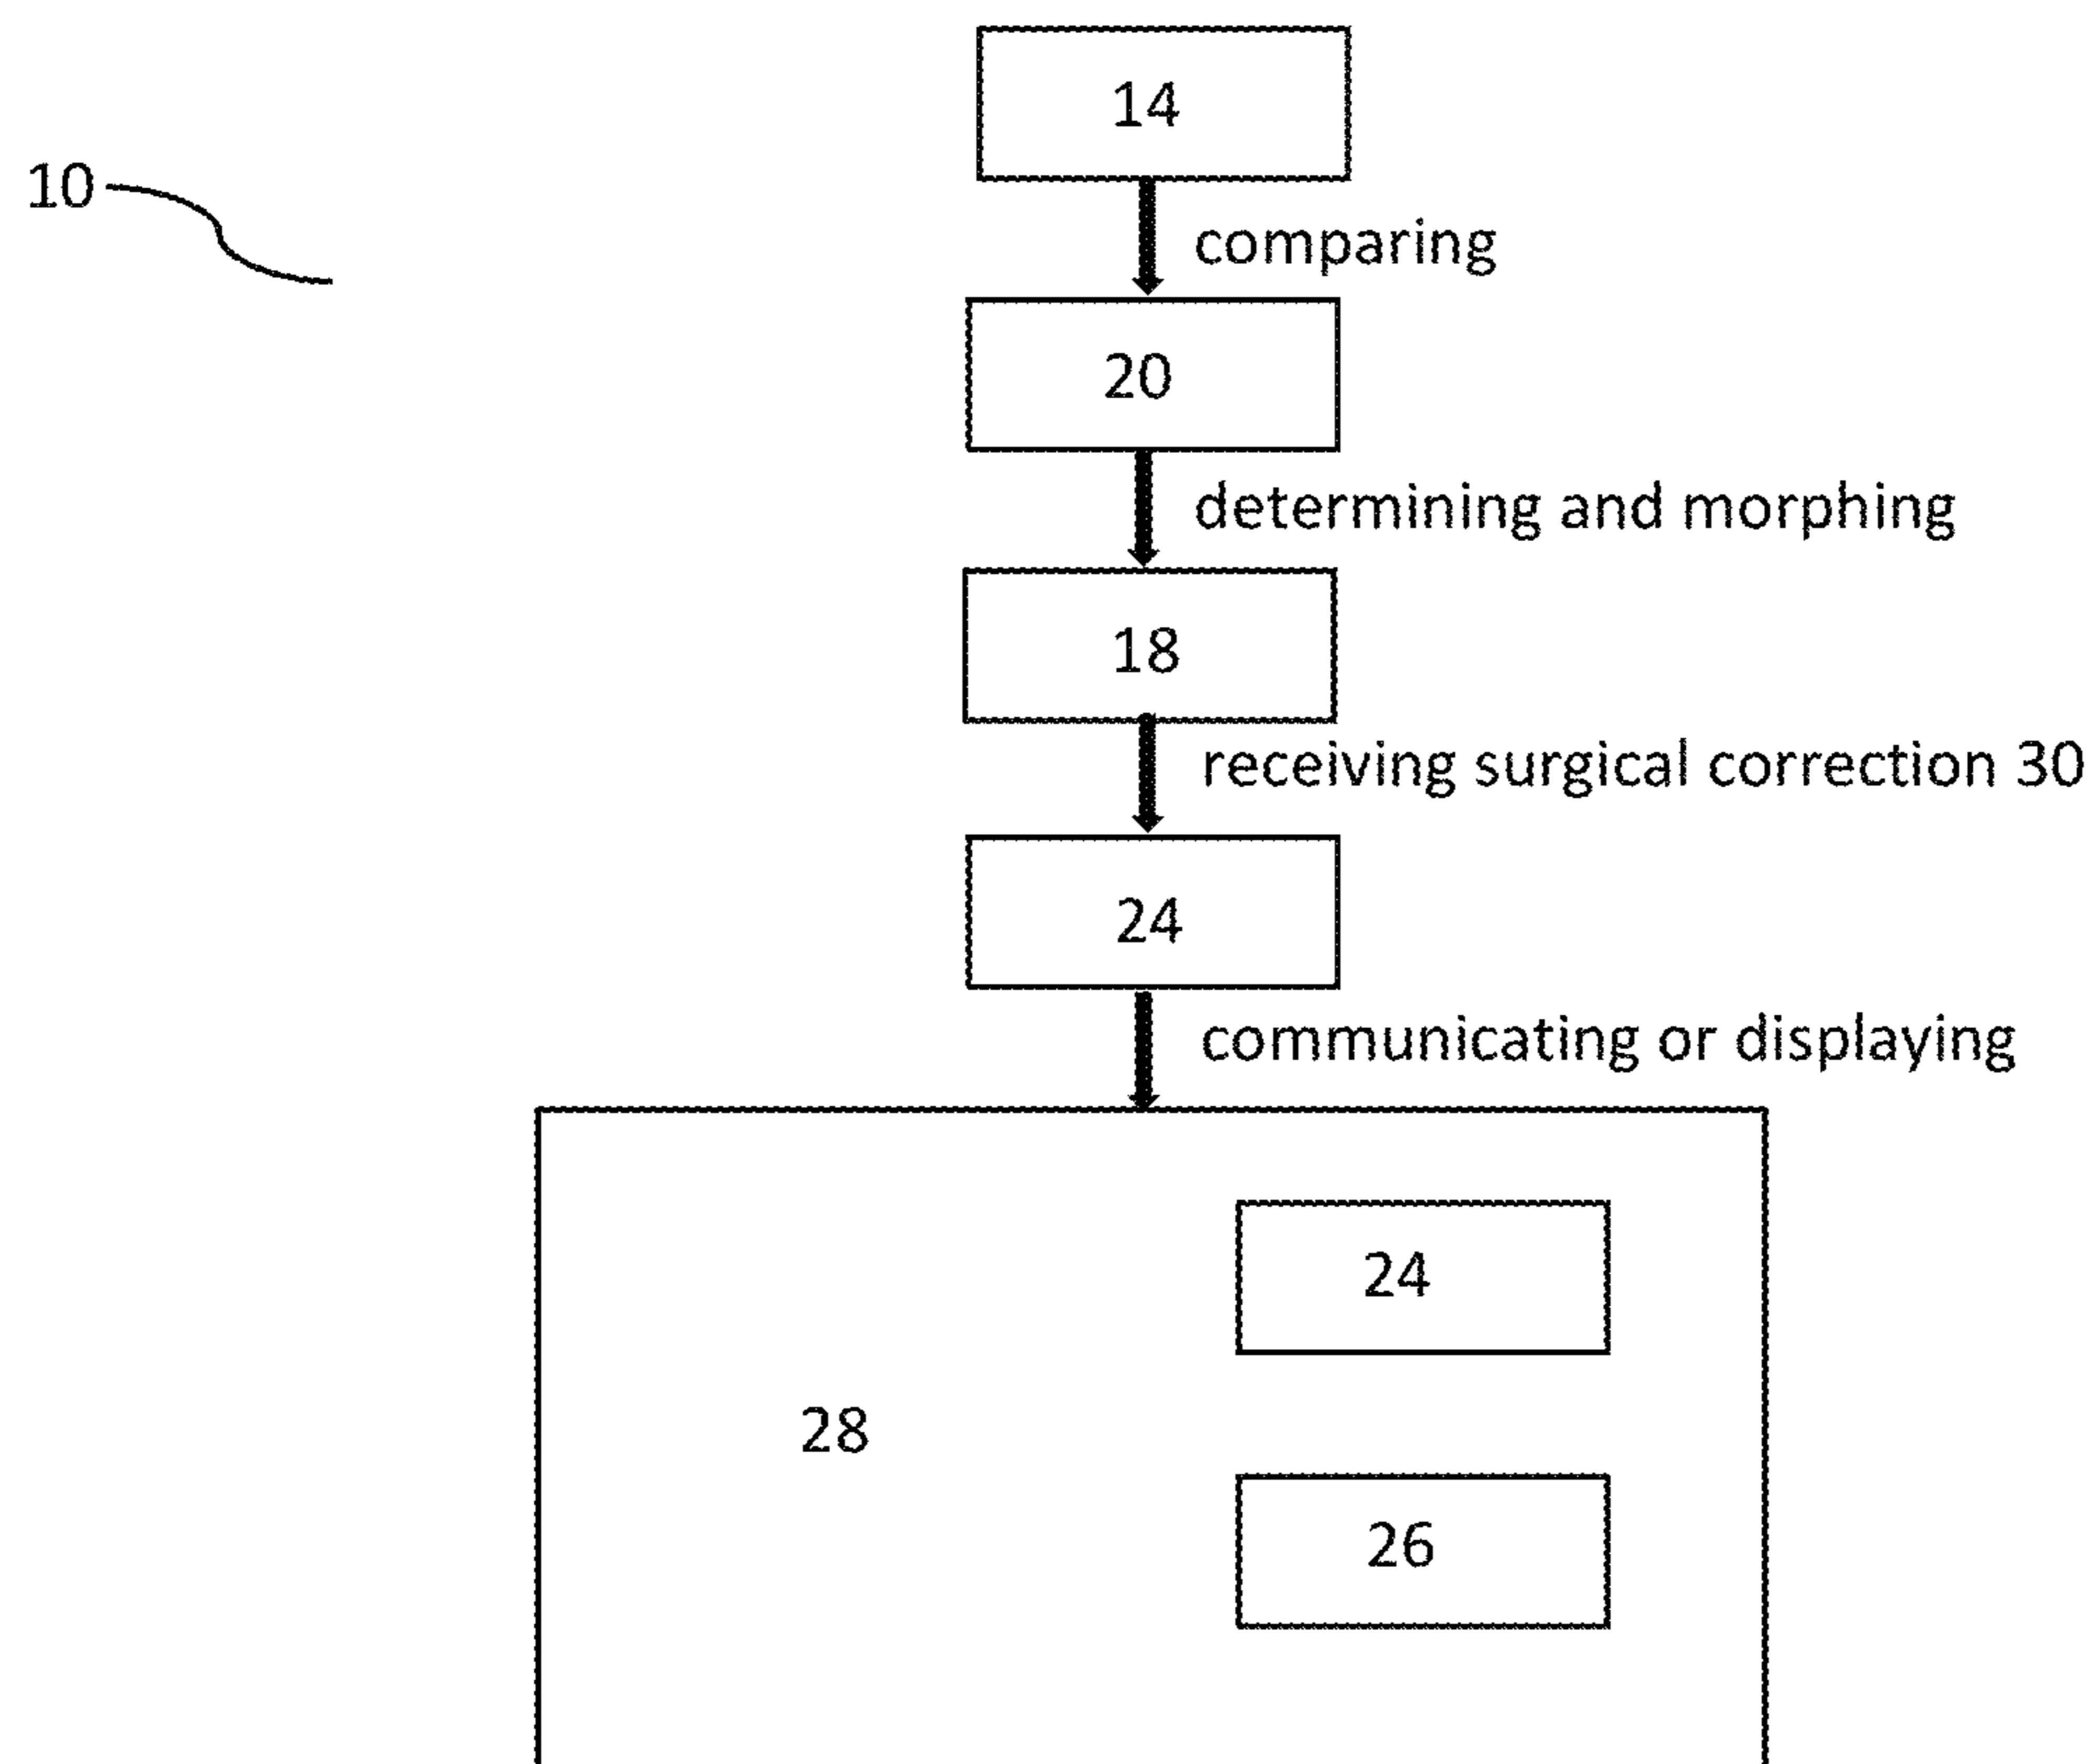 14
10
comparing
20
determining and morphing
18
receiving surgical correction 30
24
communicating or displaying
24
28
26